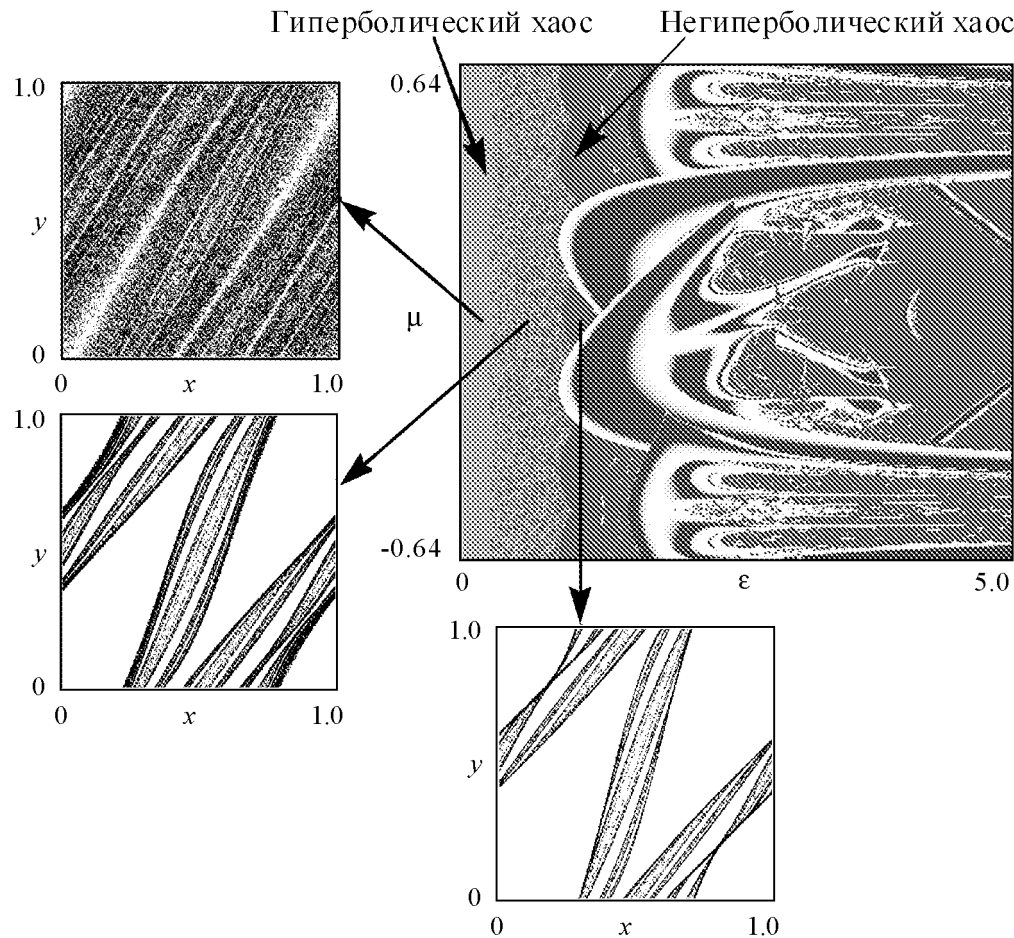 Гиперболический хаос Негиперболический хаос
1.0
y
0
0 x 1.0
0.64
μ
-0.64
0 ε 5.0
1.0
y
0
0 x 1.0
1.0
y
0
0 x 1.0